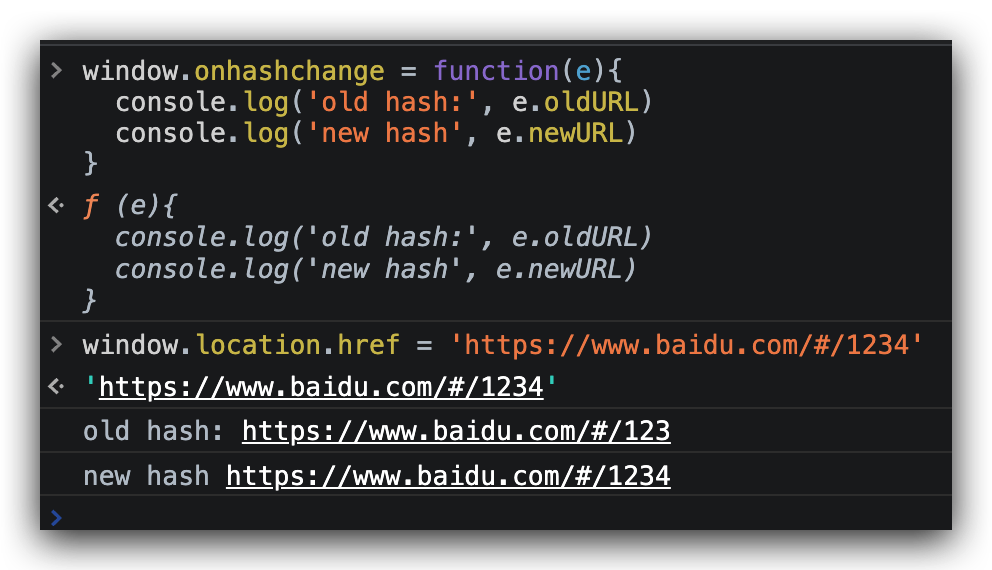 > window.onhashchange = function(e){
console.log('old hash:', e.oldURL)
console.log('new hash', e.newURL)
}
ƒ (e){
console.log('old hash:', e.oldURL)
console.log('new hash', e.newURL)
}
> window.location.href = 'https://www.baidu.com/#/1234'
'https://www.baidu.com/#/1234'
old hash: https://www.baidu.com/#/123
new hash https://www.baidu.com/#/1234
>